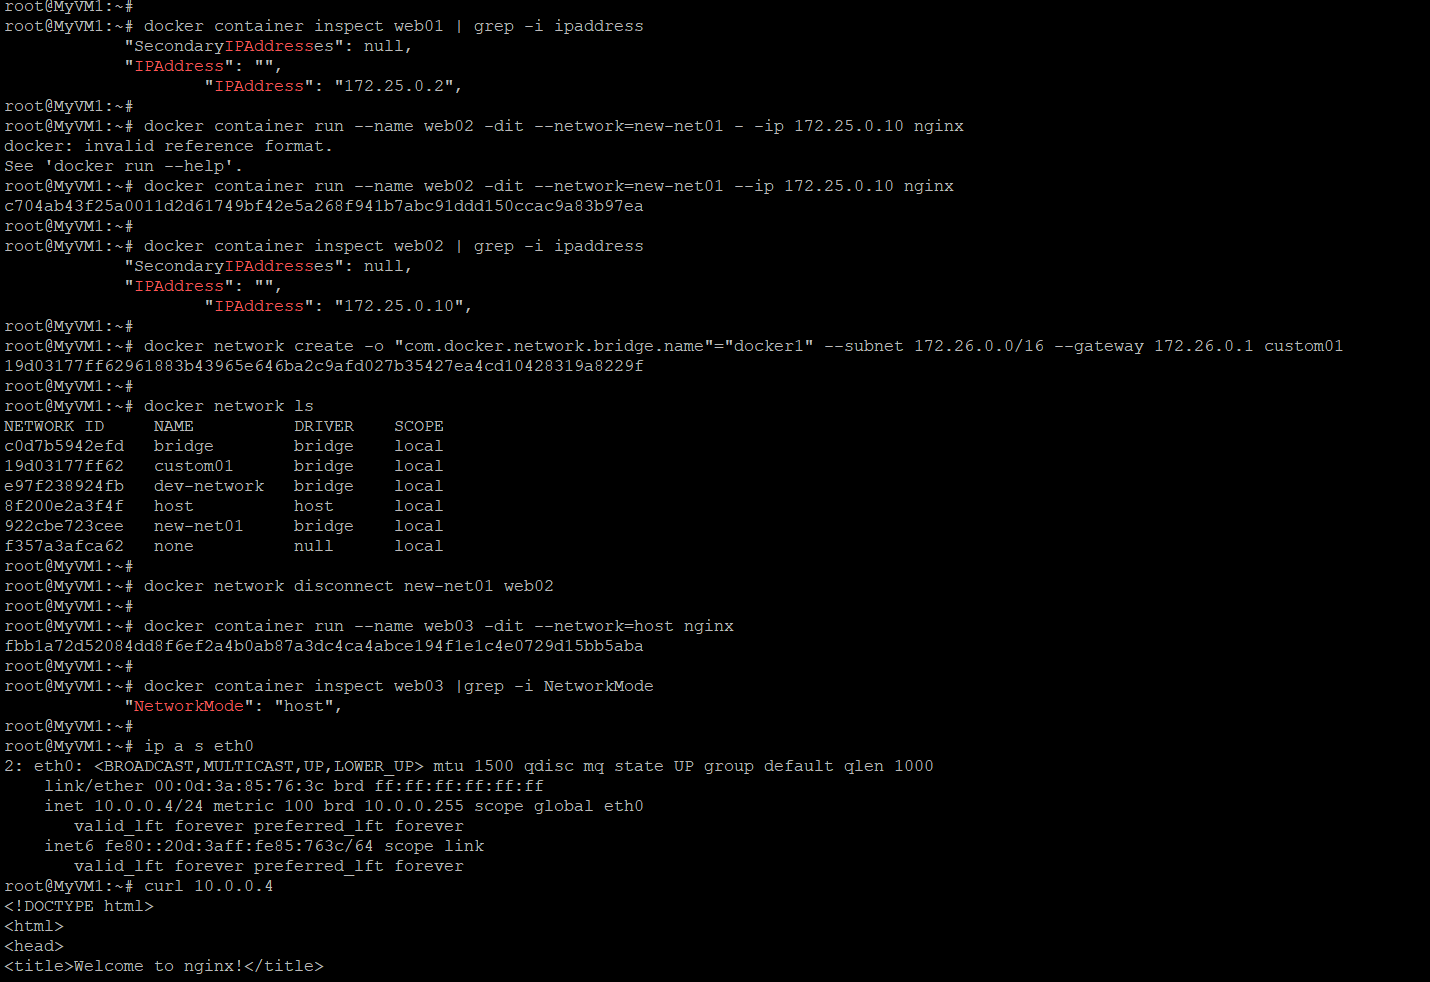 root@MyVM1:~#
root@MyVM1:~# docker container inspect web01 | grep -i ipaddress
            "SecondaryIPAddresses": null,
            "IPAddress": "",
                    "IPAddress": "172.25.0.2",
root@MyVM1:~#
root@MyVM1:~# docker container run --name web02 -dit --network=new-net01 - -ip 172.25.0.10 nginx
docker: invalid reference format.
See 'docker run --help'.
root@MyVM1:~# docker container run --name web02 -dit --network=new-net01 --ip 172.25.0.10 nginx
c704ab43f25a0011d2d61749bf42e5a268f941b7abc91ddd150ccac9a83b97ea
root@MyVM1:~#
root@MyVM1:~# docker container inspect web02 | grep -i ipaddress
            "SecondaryIPAddresses": null,
            "IPAddress": "",
                    "IPAddress": "172.25.0.10",
root@MyVM1:~#
root@MyVM1:~# docker network create -o "com.docker.network.bridge.name"="docker1" --subnet 172.26.0.0/16 --gateway 172.26.0.1 custom01
19d03177ff62961883b43965e646ba2c9afd027b35427ea4cd10428319a8229f
root@MyVM1:~#
root@MyVM1:~# docker network ls
NETWORK ID     NAME          DRIVER    SCOPE
c0d7b5942efd   bridge        bridge    local
19d03177ff62   custom01      bridge    local
e97f238924fb   dev-network   bridge    local
8f200e2a3f4f   host          host      local
922cbe723cee   new-net01     bridge    local
f357a3afca62   none          null      local
root@MyVM1:~#
root@MyVM1:~# docker network disconnect new-net01 web02
root@MyVM1:~#
root@MyVM1:~# docker container run --name web03 -dit --network=host nginx
fbb1a72d52084dd8f6ef2a4b0ab87a3dc4ca4abce194f1e1c4e0729d15bb5aba
root@MyVM1:~#
root@MyVM1:~# docker container inspect web03 |grep -i NetworkMode
            "NetworkMode": "host",
root@MyVM1:~#
root@MyVM1:~# ip a s eth0
2: eth0: <BROADCAST,MULTICAST,UP,LOWER_UP> mtu 1500 qdisc mq state UP group default qlen 1000
    link/ether 00:0d:3a:85:76:3c brd ff:ff:ff:ff:ff:ff
    inet 10.0.0.4/24 metric 100 brd 10.0.0.255 scope global eth0
       valid_lft forever preferred_lft forever
    inet6 fe80::20d:3aff:fe85:763c/64 scope link
       valid_lft forever preferred_lft forever
root@MyVM1:~# curl 10.0.0.4
<!DOCTYPE html>
<html>
<head>
<title>Welcome to nginx!</title>